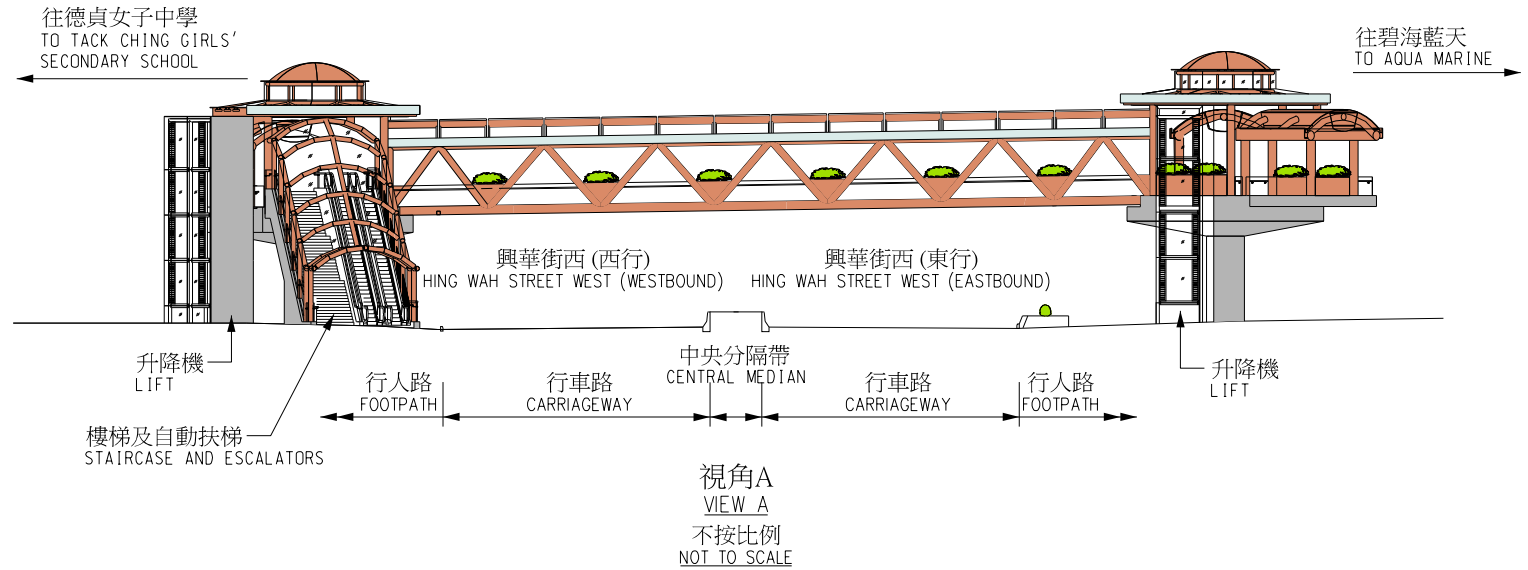 往德貞女子中學
TO TACK CHING GIRLS'
SECONDARY SCHOOL
往碧海藍天
TO AQUA MARINE
興華街西 (西行)
HING WAH STREET WEST (WESTBOUND)
興華街西 (東行)
HING WAH STREET WEST (EASTBOUND)
升降機
LIFT
中央分隔帶
CENTRAL MEDIAN
升降機
LIFT
行人路
FOOTPATH
行車路
CARRIAGEWAY
行車路
CARRIAGEWAY
行人路
FOOTPATH
樓梯及自動扶梯
STAIRCASE AND ESCALATORS
視角A
VIEW A
不按比例
NOT TO SCALE